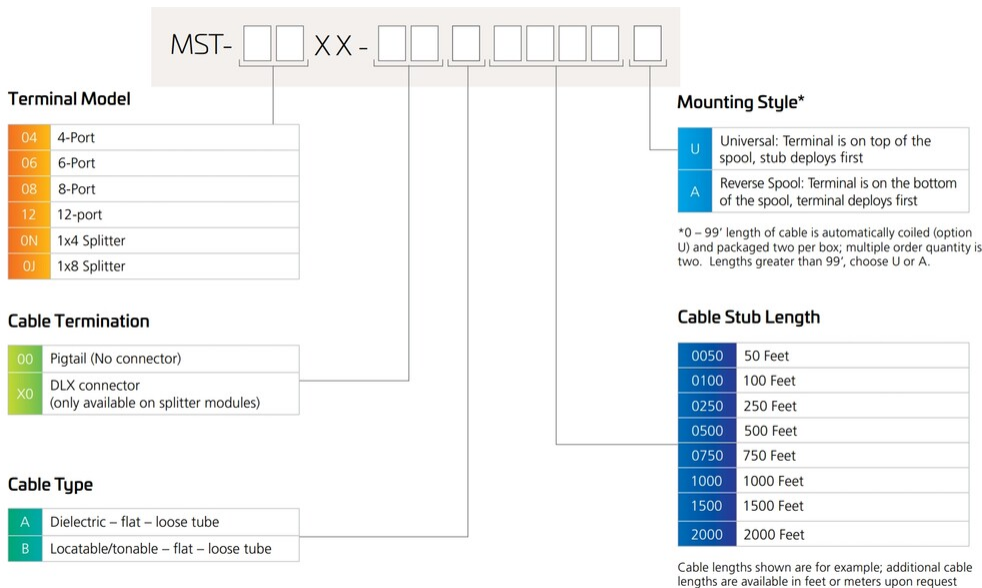 MST- XX -
Terminal Model
04 4-Port
06 6-Port
08 8-Port
12 12-port
0N 1x4 Splitter
0J 1x8 Splitter
Cable Termination
00 Pigtail (No connector)
X0 DLX connector
(only available on splitter modules)
Cable Type
A Dielectric – flat – loose tube
B Locatable/tonable – flat – loose tube
Mounting Style*
U Universal: Terminal is on top of the
spool, stub deploys first
A Reverse Spool: Terminal is on the bottom
of the spool, terminal deploys first
*0 – 99’ length of cable is automatically coiled (option
U) and packaged two per box; multiple order quantity is
two. Lengths greater than 99’, choose U or A.
Cable Stub Length
0050 50 Feet
0100 100 Feet
0250 250 Feet
0500 500 Feet
0750 750 Feet
1000 1000 Feet
1500 1500 Feet
2000 2000 Feet
Cable lengths shown are for example; additional cable
lengths are available in feet or meters upon request